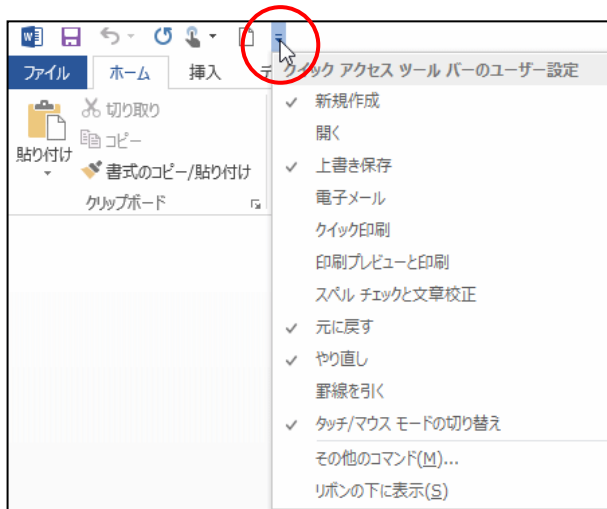 ファイル
ホーム
挿入
クイック アクセス ツール バーのユーザー設定
貼り付け
切り取り
コピー
書式のコピー/貼り付け
クリップボード
新規作成
開く
上書き保存
電子メール
クイック印刷
印刷プレビューと印刷
スペル チェックと文章校正
元に戻す
やり直し
罫線を引く
タッチ/マウス モードの切り替え
その他のコマンド(M)...
リボンの下に表示(S)